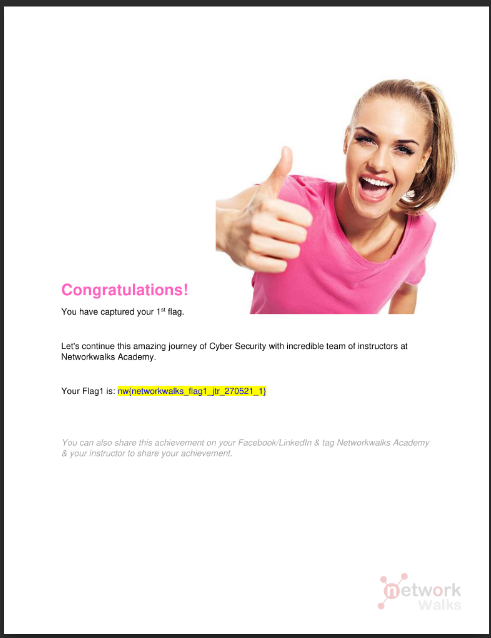 Congratulations!
You have captured your 1st flag.
Let's continue this amazing journey of Cyber Security with incredible team of instructors at
Networkwalks Academy.
Your Flag1 is: nw{networkwalks_flag1_jtr_270521_1}
You can also share this achievement on your Facebook/LinkedIn & tag Networkwalks Academy
& your instructor to share your achievement.
network
Walks